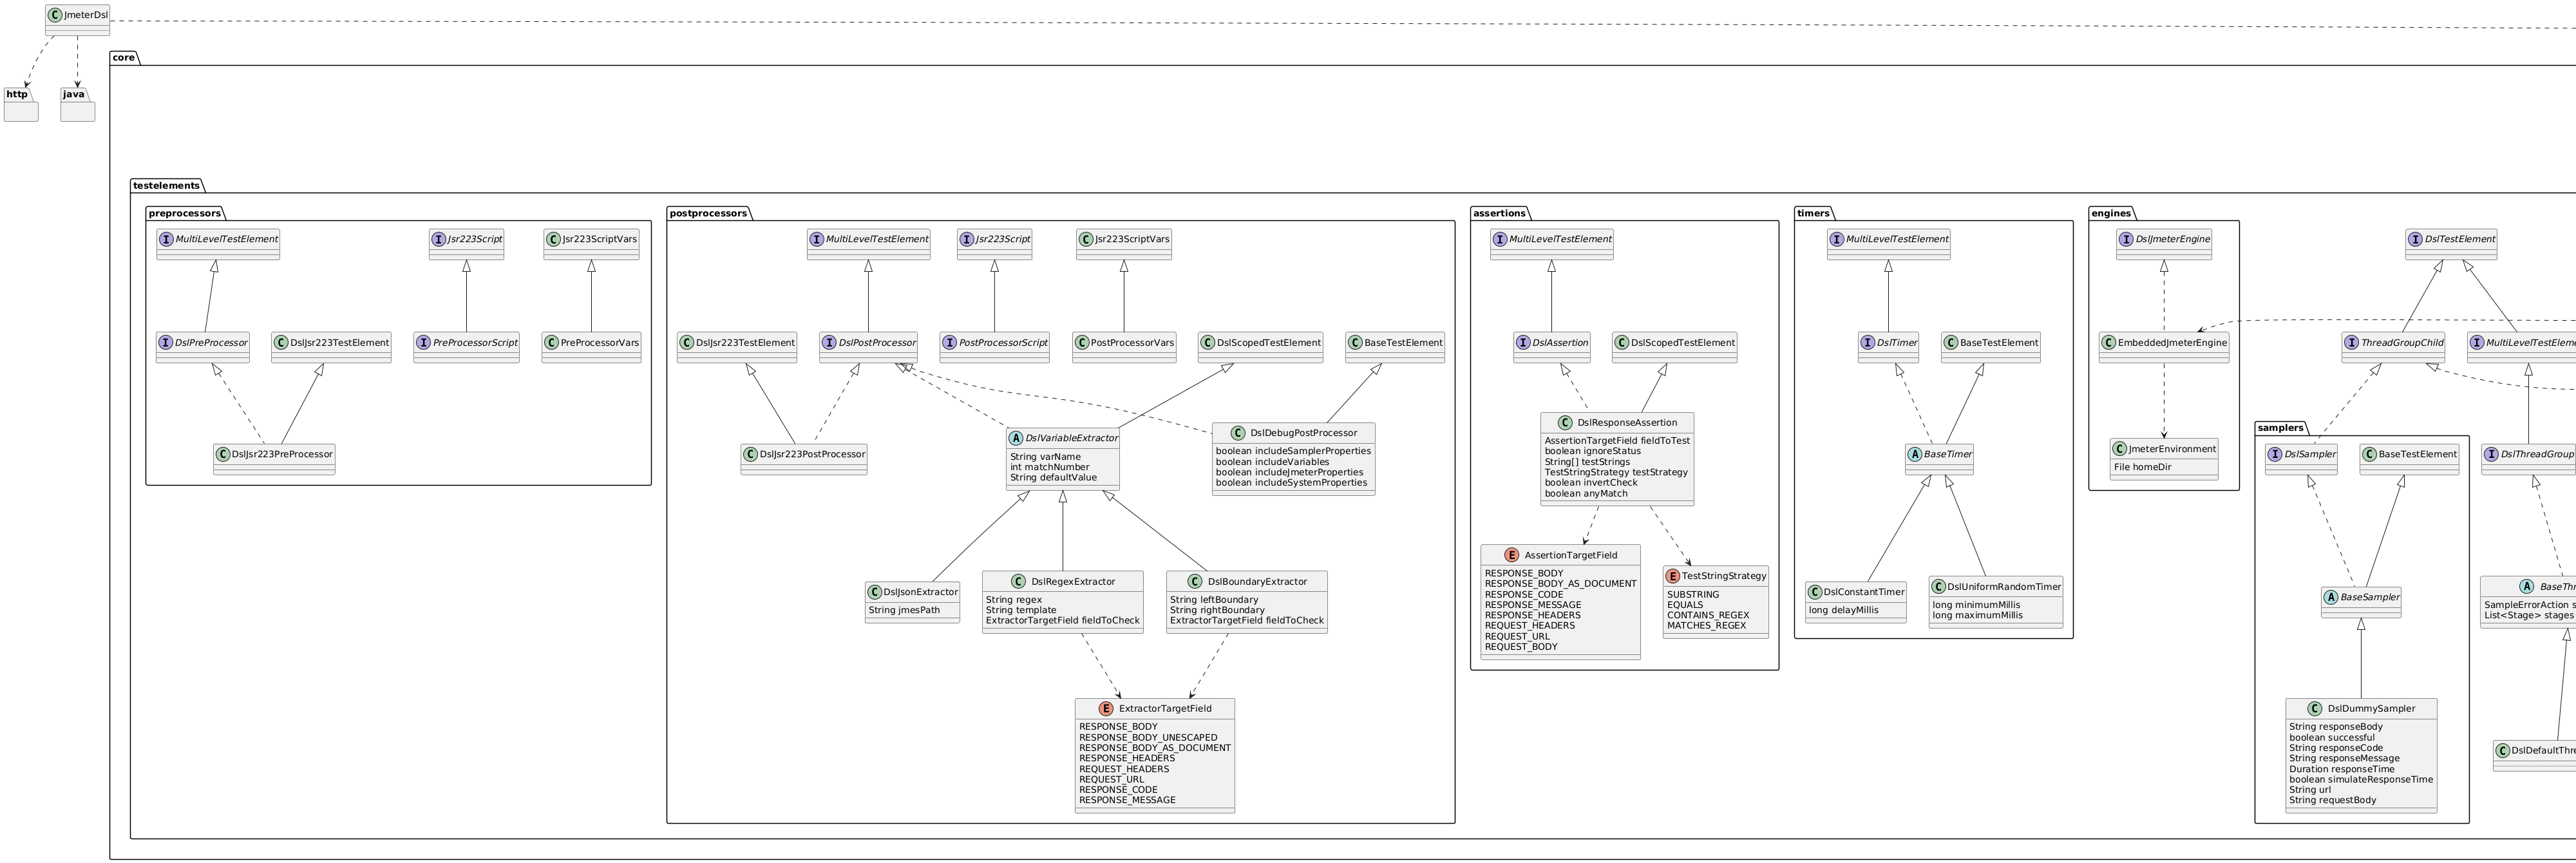 C JmeterDsl
core
http
java
testelements
preprocessors
I MultiLevelTestElement
I Jsr223Script
C Jsr223ScriptVars
I DslPreProcessor
C DslJsr223TestElement
I PreProcessorScript
C PreProcessorVars
C DslJsr223PreProcessor
postprocessors
I MultiLevelTestElement
I Jsr223Script
C Jsr223ScriptVars
C DslJsr223TestElement
I DslPostProcessor
I PostProcessorScript
C PostProcessorVars
C DslScopedTestElement
C BaseTestElement
C DslJsr223PostProcessor
A DslVariableExtractor
String varName
int matchNumber
String defaultValue
C DslDebugPostProcessor
boolean includeSamplerProperties
boolean includeVariables
boolean includeJmeterProperties
boolean includeSystemProperties
C DslJsonExtractor
String jmesPath
C DslRegexExtractor
String regex
String template
ExtractorTargetField fieldToCheck
C DslBoundaryExtractor
String leftBoundary
String rightBoundary
ExtractorTargetField fieldToCheck
E ExtractorTargetField
RESPONSE_BODY
RESPONSE_BODY_UNESCAPED
RESPONSE_BODY_AS_DOCUMENT
RESPONSE_HEADERS
REQUEST_HEADERS
REQUEST_URL
RESPONSE_CODE
RESPONSE_MESSAGE
assertions
I MultiLevelTestElement
I DslAssertion
C DslScopedTestElement
C DslResponseAssertion
AssertionTargetField fieldToTest
boolean ignoreStatus
String[] testStrings
TestStringStrategy testStrategy
boolean invertCheck
boolean anyMatch
E AssertionTargetField
RESPONSE_BODY
RESPONSE_BODY_AS_DOCUMENT
RESPONSE_CODE
RESPONSE_MESSAGE
RESPONSE_HEADERS
REQUEST_HEADERS
REQUEST_URL
REQUEST_BODY
E TestStringStrategy
SUBSTRING
EQUALS
CONTAINS_REGEX
MATCHES_REGEX
timers
I MultiLevelTestElement
I DslTimer
C BaseTestElement
A BaseTimer
C DslConstantTimer
long delayMillis
C DslUniformRandomTimer
long minimumMillis
long maximumMillis
engines
I DslJmeterEngine
C EmbeddedJmeterEngine
C JmeterEnvironment
File homeDir
I DslTestElement
I ThreadGroupChild
I MultiLevelTestEleme
samplers
I DslSampler
C BaseTestElement
A BaseSampler
C DslDummySampler
String responseBody
boolean successful
String responseCode
String responseMessage
Duration responseTime
boolean simulateResponseTime
String url
String requestBody
I DslThreadGroup
A BaseThr
SampleErrorAction s
List<Stage> stages
C DslDefaultThre